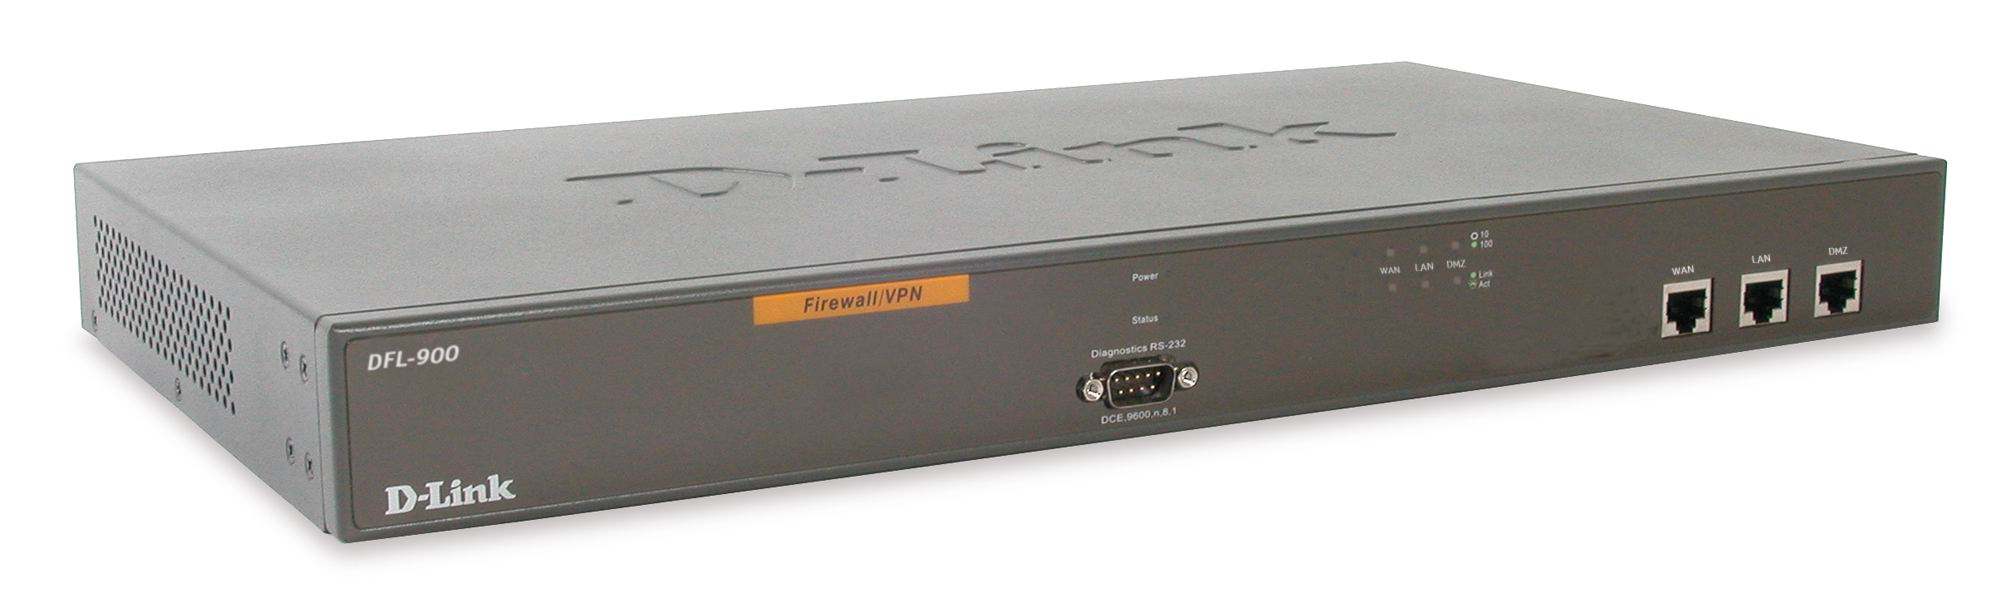 D-Link
Firewall/VPN
DFL-900
D-Link
Power
Status
Diagnostics RS-232
DCE,9600,n,8,1
WAN LAN DMZ
10
100
Link
Act
WAN LAN DMZ